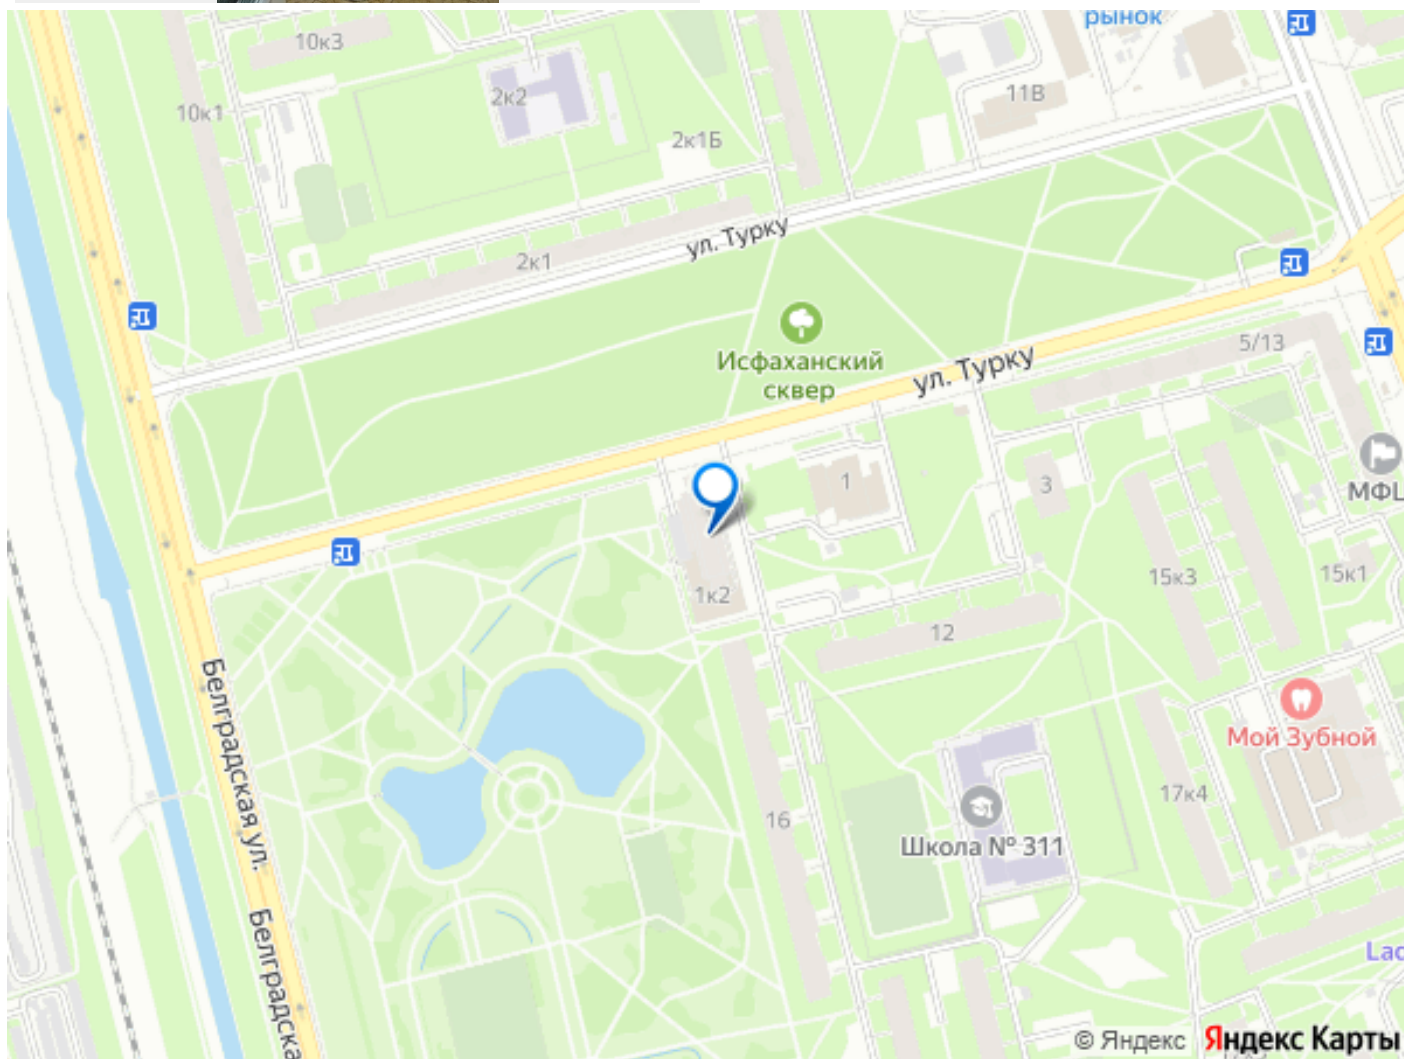 рынок
10к3
2к2
11В
10к1
2к1Б
ул. Турку
2к1
Исфаханский
сквер
5/13
ул. Турку
1
3
МФЦ
15к3
15к1
1к2
12
Белградская ул.
Мой Зубной
17к4
16
Школа № 311
Белградска
Lac
© Яндекс Яндекс Карты